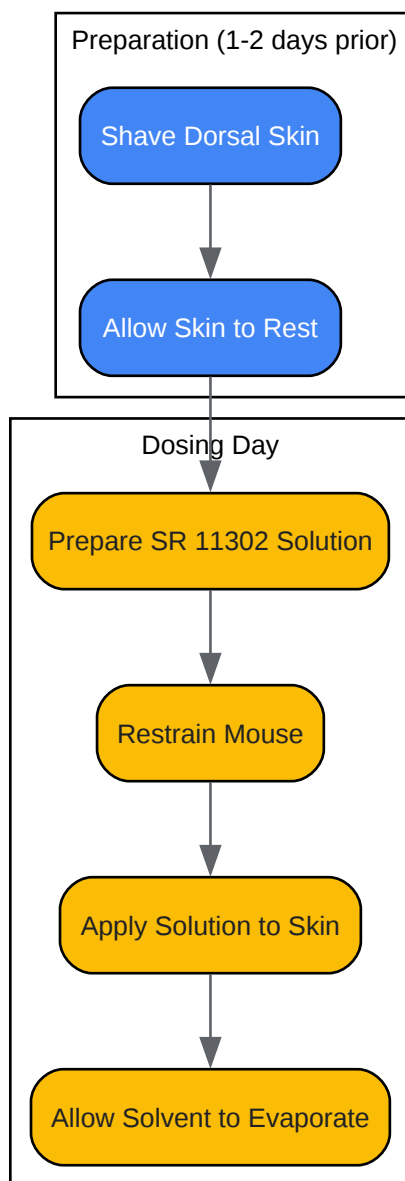 Preparation (1-2 days prior)
Shave Dorsal Skin
Allow Skin to Rest
Dosing Day
Prepare SR 11302 Solution
Restrain Mouse
Apply Solution to Skin
Allow Solvent to Evaporate